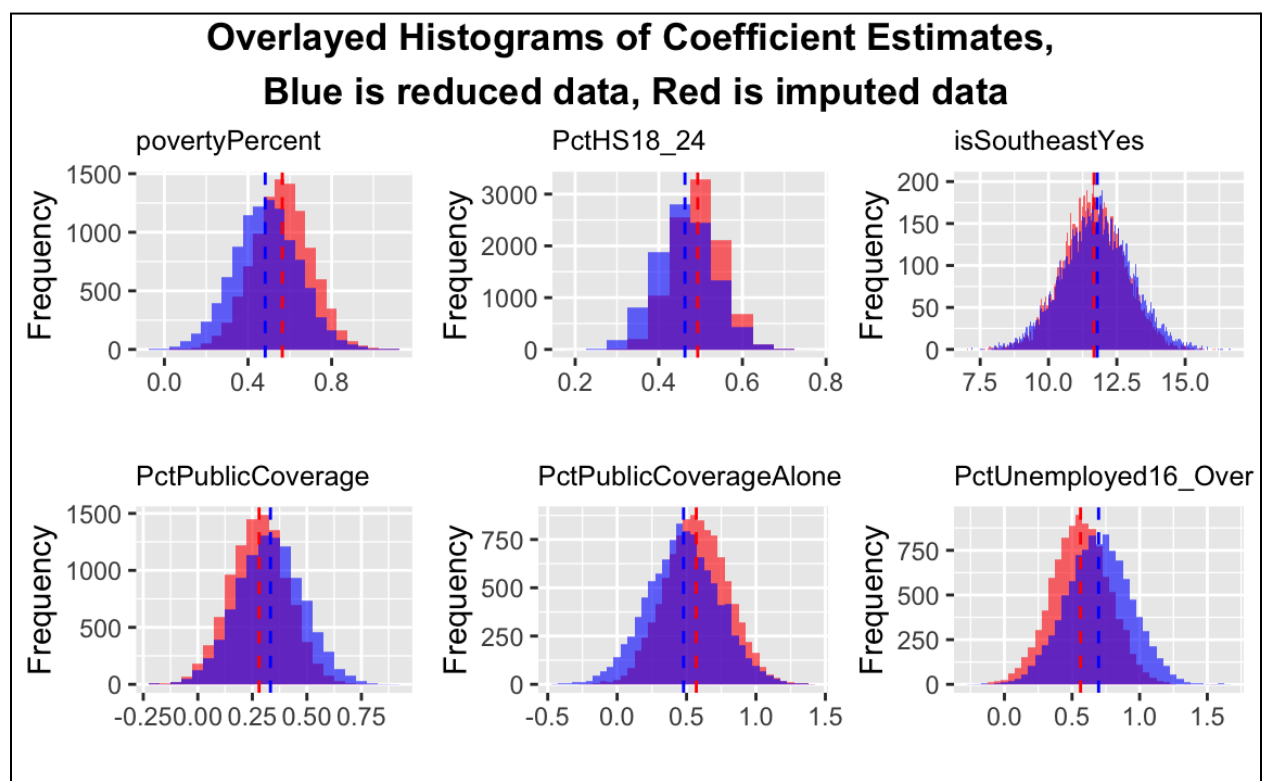 Overlayed Histograms of Coefficient Estimates,
Blue is reduced data, Red is imputed data
povertyPercent
PctHS18_24
isSoutheastYes
Frequency
1500
1000
500
0
0.0 0.4 0.8
Frequency
3000
2000
1000
0
0.2 0.4 0.6 0.8
Frequency
200
150
100
50
0
7.5 10.0 12.5 15.0
PctPublicCoverage
PctPublicCoverageAlone
PctUnemployed16_Over
Frequency
1500
1000
500
0
-0.25 0.00 0.25 0.50 0.75
Frequency
750
500
250
0
-0.5 0.0 0.5 1.0 1.5
Frequency
750
500
250
0
0.0 0.5 1.0 1.5